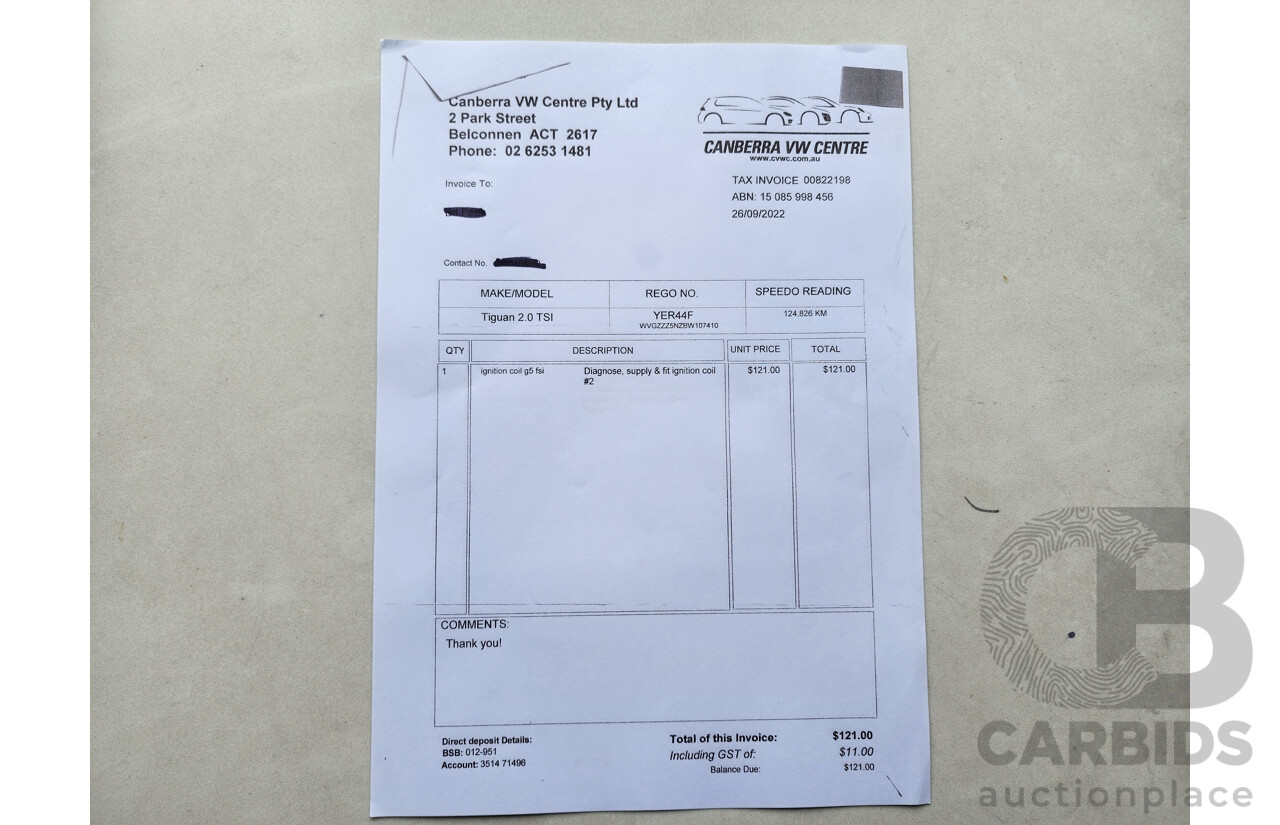 Canberra VW Centre Pty Ltd
2 Park Street
Belconnen ACT 2617
Phone: 02 6253 1481
CANBERRA VW CENTRE
www.cvwc.com.au
Invoice To:
TAX INVOICE 00822198
ABN: 15 085 998 456
26/09/2022
Contact No.
MAKE/MODEL REGO NO. SPEEDO READING
Tiguan 2.0 TSI YER44F 124,826 KM
WVGZZZ5NZBW107410
QTY DESCRIPTION UNIT PRICE TOTAL
1 ignition coil g5 fsi Diagnose, supply & fit ignition coil $121.00 $121.00
#2
COMMENTS:
Thank you!
Direct deposit Details:
BSB: 012-951
Account: 3514 71496
Total of this Invoice: $121.00
Including GST of: $11.00
Balance Due: $121.00
CB
CARBIDS
auctionplace